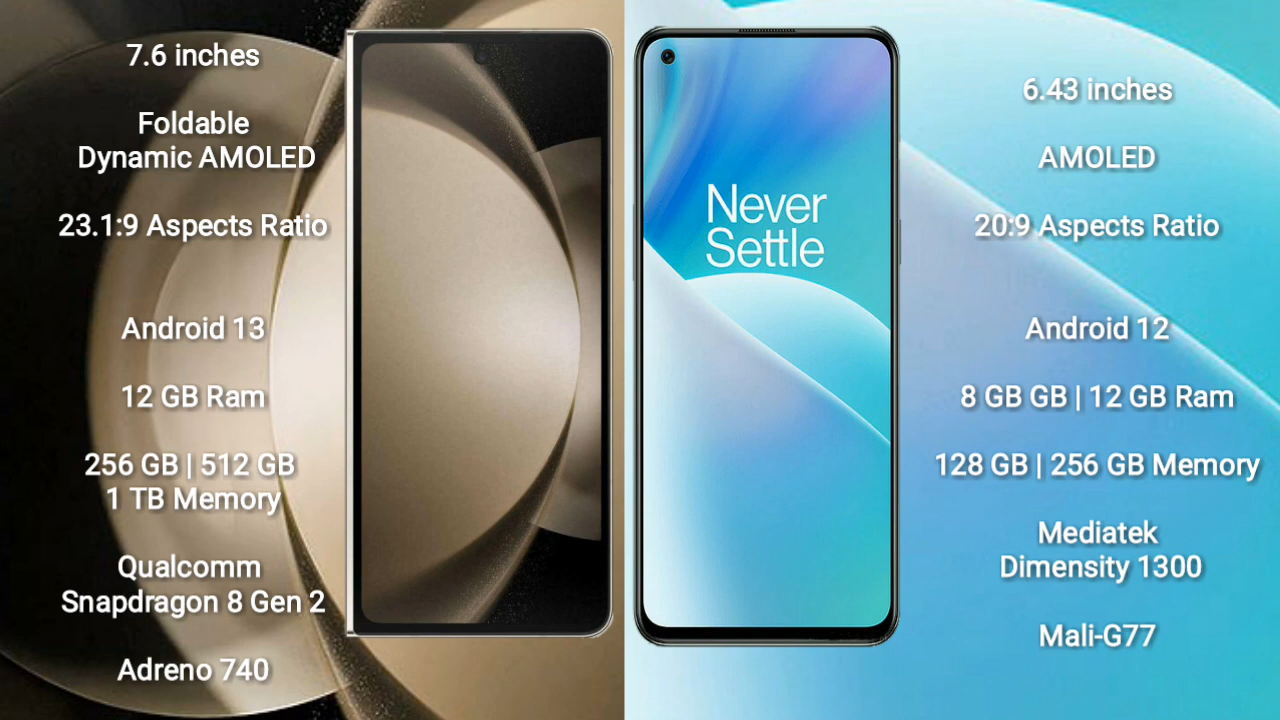 7.6 inches
Foldable
Dynamic AMOLED
23.1:9 Aspects Ratio
Android 13
12 GB Ram
256 GB | 512 GB
1 TB Memory
Qualcomm
Snapdragon 8 Gen 2
Adreno 740
Never
Settle
6.43 inches
AMOLED
20:9 Aspects Ratio
Android 12
8 GB GB | 12 GB Ram
128 GB | 256 GB Memory
Mediatek
Dimensity 1300
Mali-G77